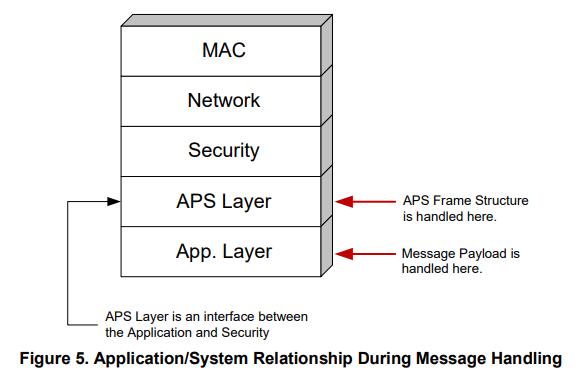 MAC
Network
Security
APS Layer
APS Frame Structure
is handled here.
App. Layer
Message Payload is
handled here.
APS Layer is an interface between
the Application and Security
Figure 5. Application/System Relationship During Message Handling